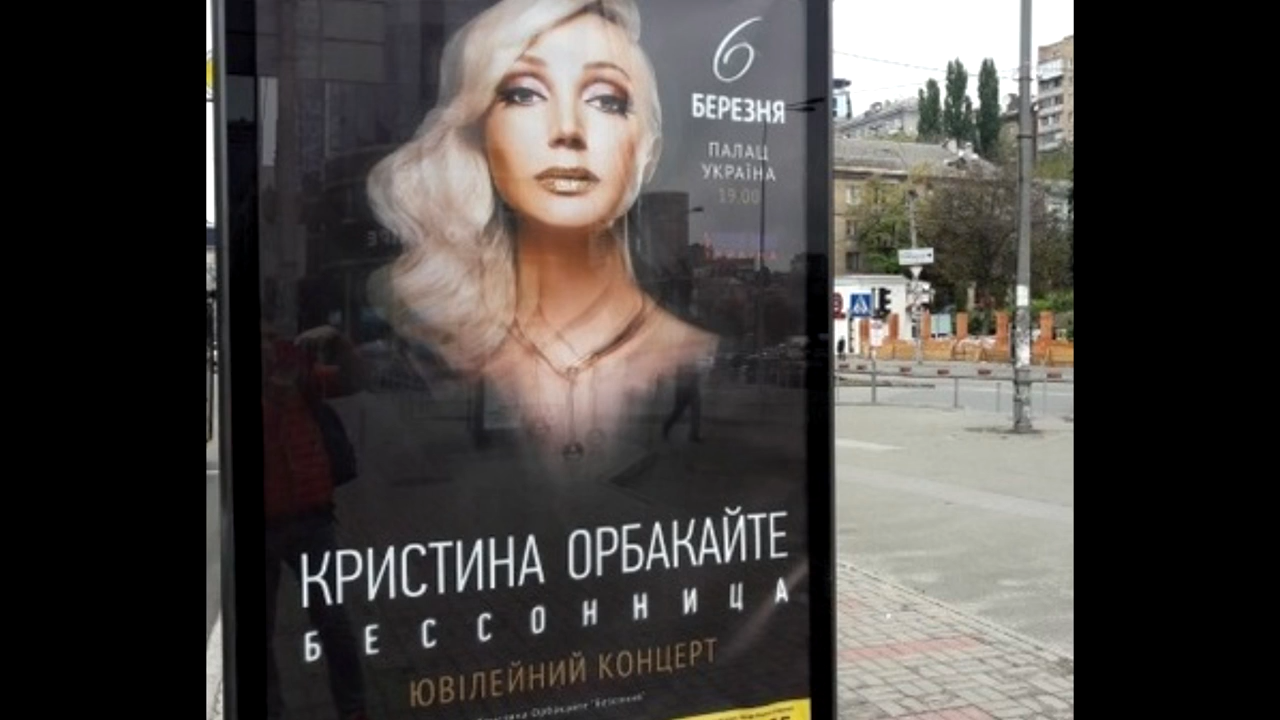 6
БЕРЕЗНЯ
ПАЛАЦ
УКРАЇНА
19.00
КРИСТИНА ОРБАКАЙТЕ
БЕССОННИЦА
ЮВІЛЕЙНИЙ КОНЦЕРТ